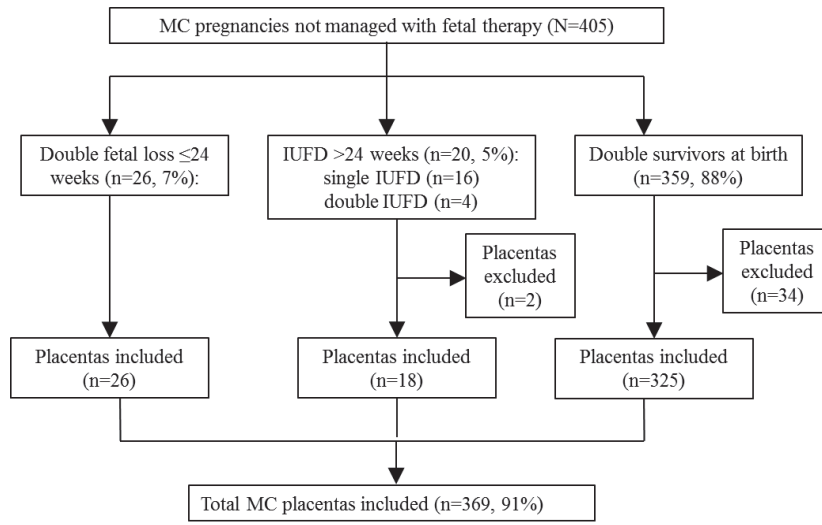 MC pregnancies not managed with fetal therapy (N=405)
Double fetal loss ≤24
weeks (n=26, 7%):
IUFD >24 weeks (n=20, 5%):
single IUFD (n=16)
double IUFD (n=4)
Double survivors at birth
(n=359, 88%)
Placentas
excluded
(n=2)
Placentas
excluded
(n=34)
Placentas included
(n=26)
Placentas included
(n=18)
Placentas included
(n=325)
Total MC placentas included (n=369, 91%)